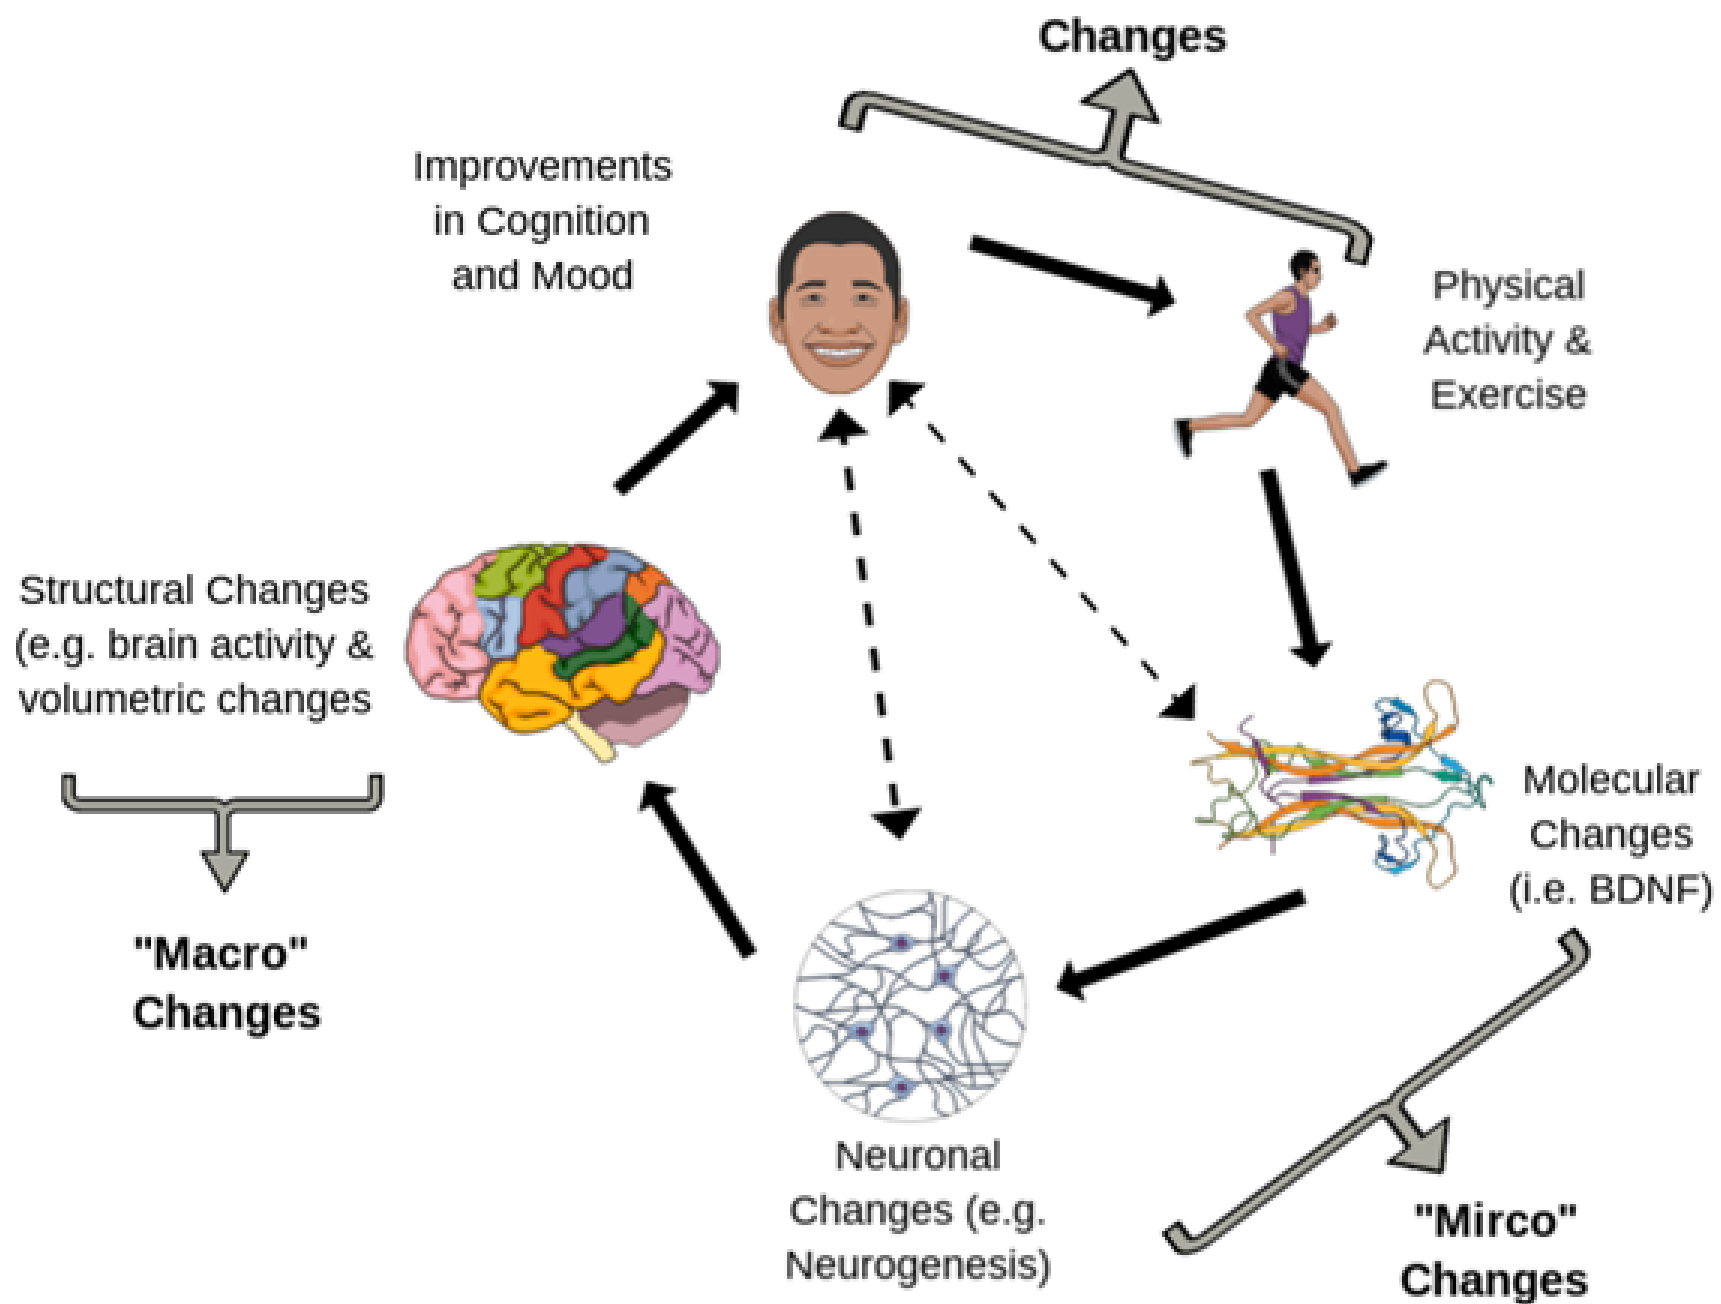 Changes
Improvements
in Cognition
and Mood
Physical
Activity &
Exercise
Structural Changes
(e.g. brain activity &
volumetric changes
"Macro"
Changes
Molecular
Changes
(i.e. BDNF)
Neuronal
Changes (e.g.
Neurogenesis)
"Mirco"
Changes